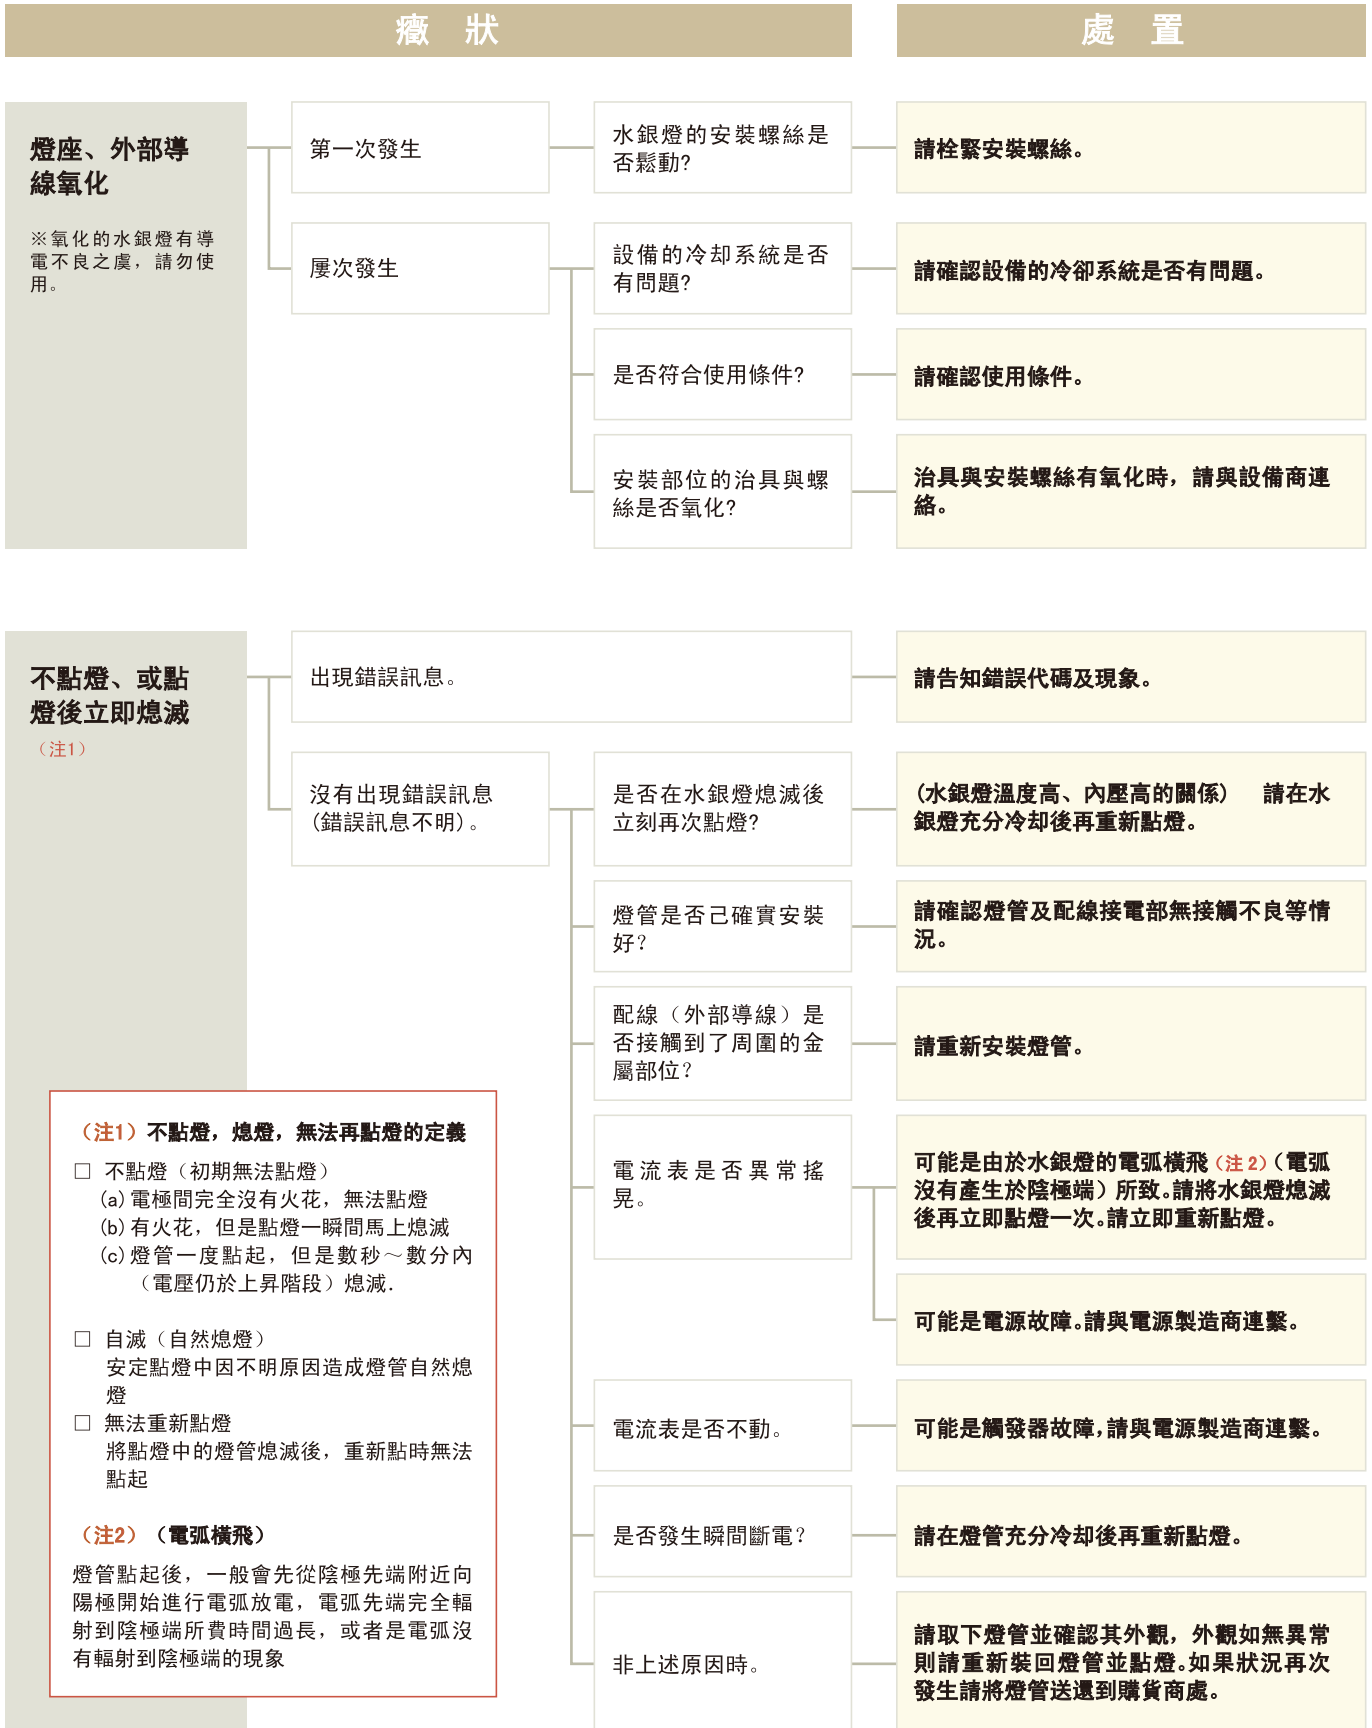 癥 狀
處 置
燈座、外部導
線氧化
※氧化的水銀燈有導
電不良之虞，請勿使
用。
第一次發生
水銀燈的安裝螺絲是
否鬆動?
請栓緊安裝螺絲。
屢次發生
設備的冷却系統是否
有問題?
請確認設備的冷卻系統是否有問題。
是否符合使用條件?
請確認使用條件。
安裝部位的治具與螺
絲是否氧化?
治具與安裝螺絲有氧化時，請與設備商連
絡。
不點燈、或點
燈後立即熄滅
（注1）
出現錯誤訊息。
請告知錯誤代碼及現象。
沒有出現錯誤訊息
(錯誤訊息不明)。
是否在水銀燈熄滅後
立刻再次點燈?
(水銀燈溫度高、內壓高的關係)　請在水
銀燈充分冷却後再重新點燈。
燈管是否己確實安裝
好?
請確認燈管及配線接電部無接觸不良等情
況。
配線（外部導線）是
否接觸到了周圍的金
屬部位?
請重新安裝燈管。
電流表是否異常搖
晃。
可能是由於水銀燈的電弧橫飛(注 2)(電弧
沒有產生於陰極端）所致。請將水銀燈熄滅
後再立即點燈一次。請立即重新點燈。
可能是電源故障。請與電源製造商連繫。
電流表是否不動。
可能是觸發器故障，請與電源製造商連繫。
是否發生瞬間斷電?
請在燈管充分冷却後再重新點燈。
非上述原因時。
請取下燈管並確認其外觀，外觀如無異常
則請重新裝回燈管並點燈。如果狀況再次
發生請將燈管送還到購貨商處。
（注1）不點燈，熄燈，無法再點燈的定義
□ 不點燈（初期無法點燈）
(a)電極間完全沒有火花，無法點燈
(b)有火花，但是點燈一瞬間馬上熄滅
(c)燈管一度點起，但是數秒～數分內
（電壓仍於上昇階段）熄減.
□ 自滅（自然熄燈）
安定點燈中因不明原因造成燈管自然熄
燈
□ 無法重新點燈
將點燈中的燈管熄滅後，重新點時無法
點起
（注2）（電弧橫飛）
燈管點起後，一般會先從陰極先端附近向
陽極開始進行電弧放電，電弧先端完全輻
射到陰極端所費時間過長，或者是電弧沒
有輻射到陰極端的現象